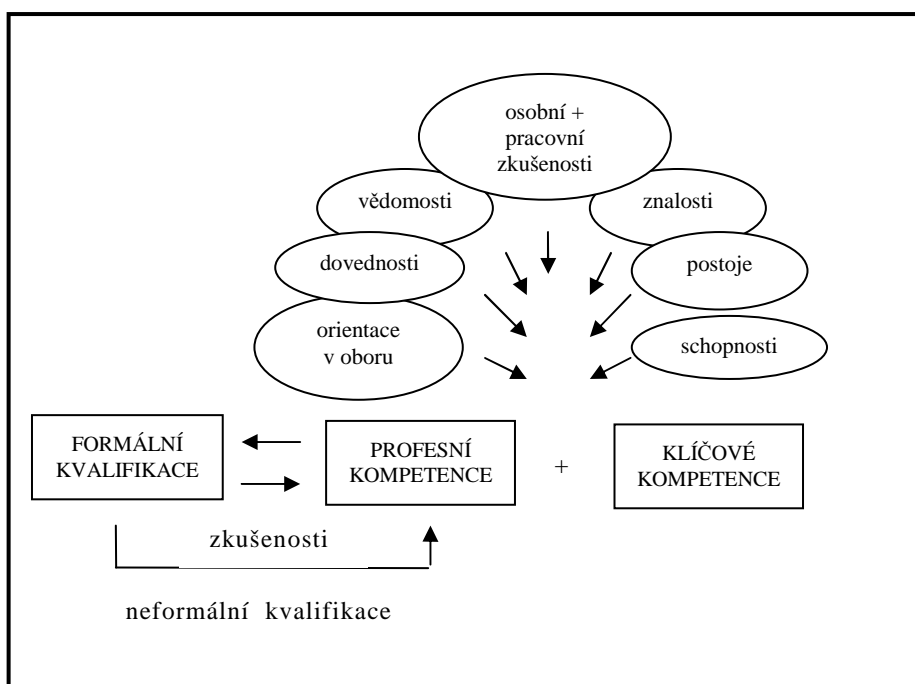 osobní +
pracovní
zkušenosti
vědomosti
znalosti
dovednosti
postoje
orientace
v oboru
schopnosti
FORMÁLNÍ
KVALIFIKACE
PROFESNÍ
KOMPETENCE
+
KLÍČOVÉ
KOMPETENCE
zkušenosti
neformální kvalifikace